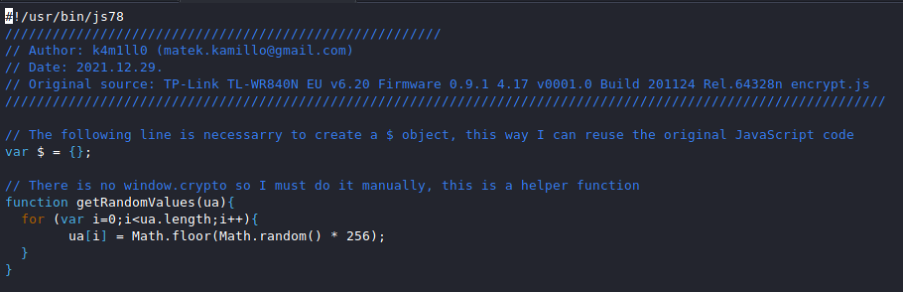 #!/usr/bin/js78
///////////////////////////////////////////////////////
// Author: k4m1ll0 (matek.kamillo@gmail.com)
// Date: 2021.12.29.
// Original source: TP-Link TL-WR840N EU v6.20 Firmware 0.9.1 4.17 v0001.0 Build 201124 Rel.64328n encrypt.js
///////////////////////////////////////////////////////////////////////////////////////////////////////////////
// The following line is necessarry to create a $ object, this way I can reuse the original JavaScript code
var $ = {};
// There is no window.crypto so I must do it manually, this is a helper function
function getRandomValues(ua){
  for (var i=0;i<ua.length;i++){
        ua[i] = Math.floor(Math.random() * 256);
  }
}